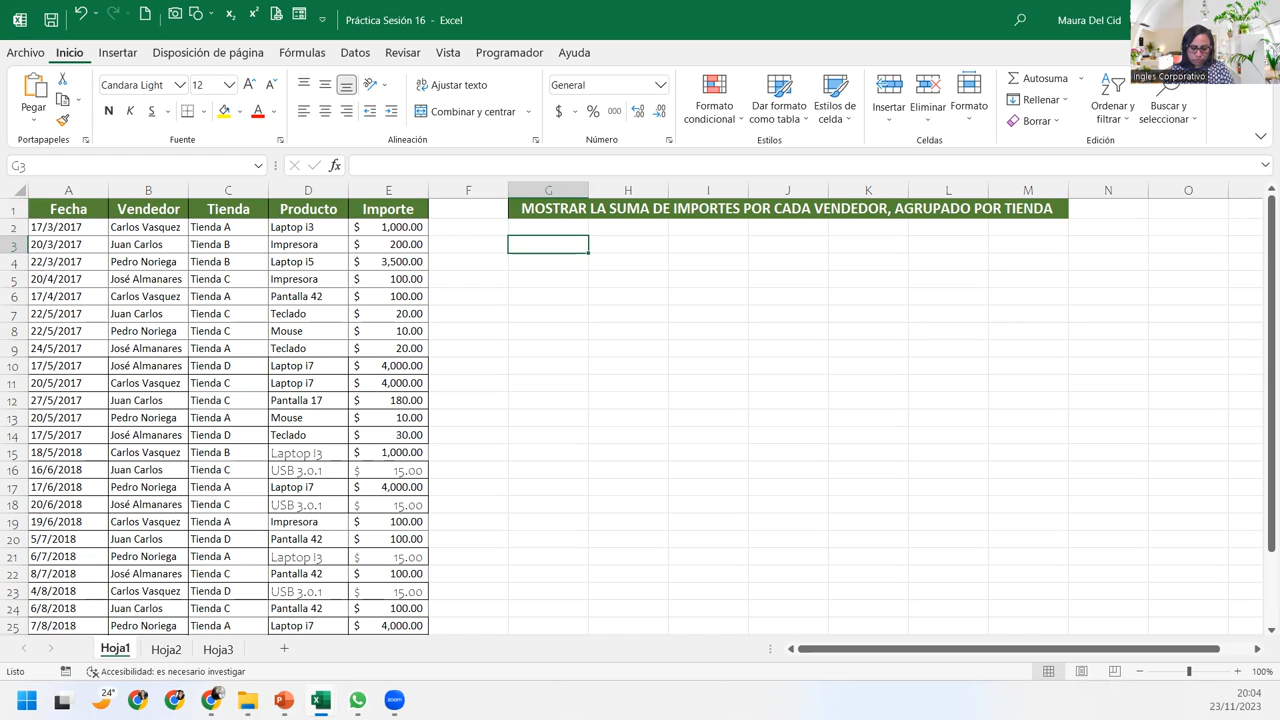 Práctica Sesión 16 - Excel
Maura Del Cid
Ingles Corporativo
Archivo Inicio Insertar Disposición de página Fórmulas Datos Revisar Vista Programador Ayuda
Pegar
Portapapeles
Candara Light 12
N K S
Fuente
Ajustar texto
Combinar y centrar
Alineación
General
$ % 000
Número
Formato condicional
Dar formato como tabla
Estilos de celda
Estilos
Insertar Eliminar Formato
Celdas
Autosuma
Rellenar
Borrar
Ordenar y filtrar
Buscar y seleccionar
Edición
G3
fx
A B C D E F G H I J K L M N O
1 Fecha Vendedor Tienda Producto Importe MOSTRAR LA SUMA DE IMPORTES POR CADA VENDEDOR, AGRUPADO POR TIENDA
2 17/3/2017 Carlos Vasquez Tienda A Laptop i3 $ 1,000.00
3 20/3/2017 Juan Carlos Tienda B Impresora $ 200.00
4 22/3/2017 Pedro Noriega Tienda B Laptop i5 $ 3,500.00
5 20/4/2017 José Almanares Tienda C Impresora $ 100.00
6 17/4/2017 Carlos Vasquez Tienda A Pantalla 42 $ 100.00
7 22/5/2017 Juan Carlos Tienda C Teclado $ 20.00
8 22/5/2017 Pedro Noriega Tienda C Mouse $ 10.00
9 24/5/2017 José Almanares Tienda A Teclado $ 20.00
10 17/5/2017 José Almanares Tienda D Laptop i7 $ 4,000.00
11 20/5/2017 Carlos Vasquez Tienda C Laptop i7 $ 4,000.00
12 27/5/2017 Juan Carlos Tienda C Pantalla 17 $ 180.00
13 20/5/2017 Pedro Noriega Tienda A Mouse $ 10.00
14 17/5/2017 José Almanares Tienda D Teclado $ 30.00
15 18/5/2018 Carlos Vasquez Tienda B Laptop i3 $ 1,000.00
16 16/6/2018 Juan Carlos Tienda C USB 3.0.1 $ 15.00
17 17/6/2018 Pedro Noriega Tienda A Laptop i7 $ 4,000.00
18 20/6/2018 José Almanares Tienda C USB 3.0.1 $ 15.00
19 19/6/2018 Carlos Vasquez Tienda A Impresora $ 100.00
20 5/7/2018 Juan Carlos Tienda D Pantalla 42 $ 100.00
21 6/7/2018 Pedro Noriega Tienda A Laptop i3 $ 15.00
22 8/7/2018 José Almanares Tienda C Pantalla 42 $ 100.00
23 4/8/2018 Carlos Vasquez Tienda D USB 3.0.1 $ 15.00
24 6/8/2018 Juan Carlos Tienda C Pantalla 42 $ 100.00
25 7/8/2018 Pedro Noriega Tienda A Laptop i7 $ 4,000.00
Hoja1 Hoja2 Hoja3
Listo
Accesibilidad: es necesario investigar
100%
24°
zoom
20:04
23/11/2023